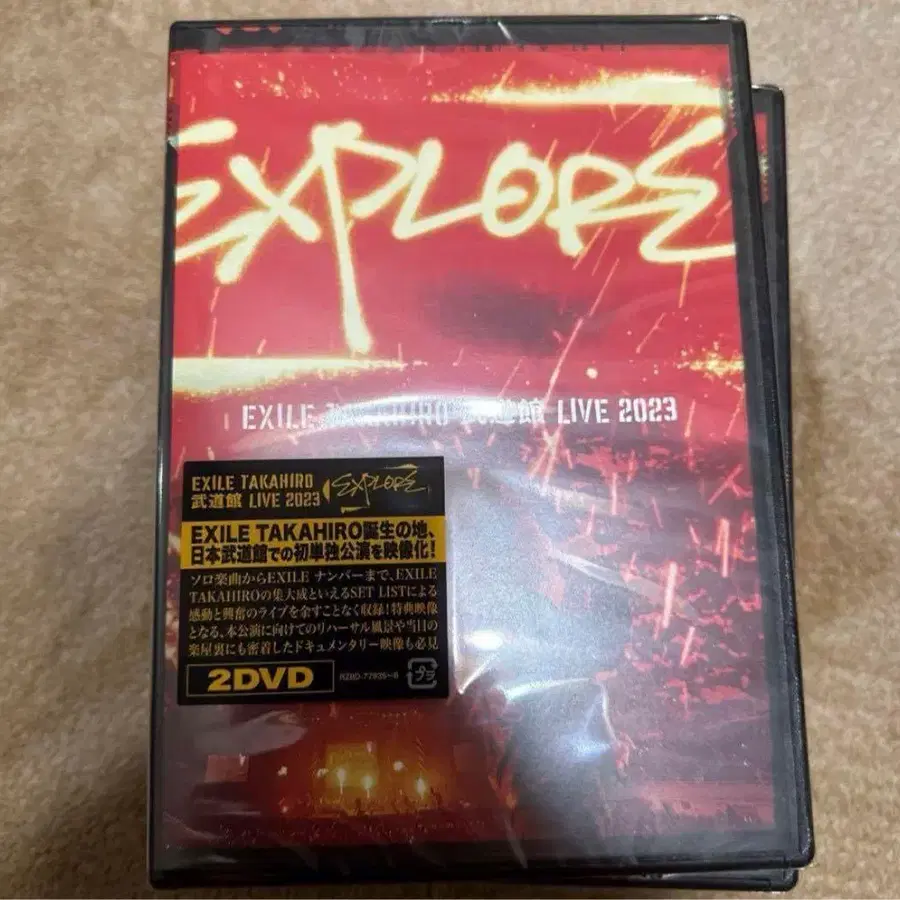 EXPLORE
EXILE TAKAHIRO 武道館 LIVE 2023
EXILE TAKAHIRO
武道館 LIVE 2023
EXPLORE
EXILE TAKAHIRO誕生の地、
日本武道館での初単独公演を映像化!
ソロ楽曲からEXILE ナンバーまで、EXILE
TAKAHIROの集大成といえるSET LISTによる
感動と興奮のライブを余すことなく収録!特典映像
となる、本公演に向けてのリハーサル風景や当日の
楽屋裏にも密着したドキュメンタリー映像も必見
2DVD
プラ